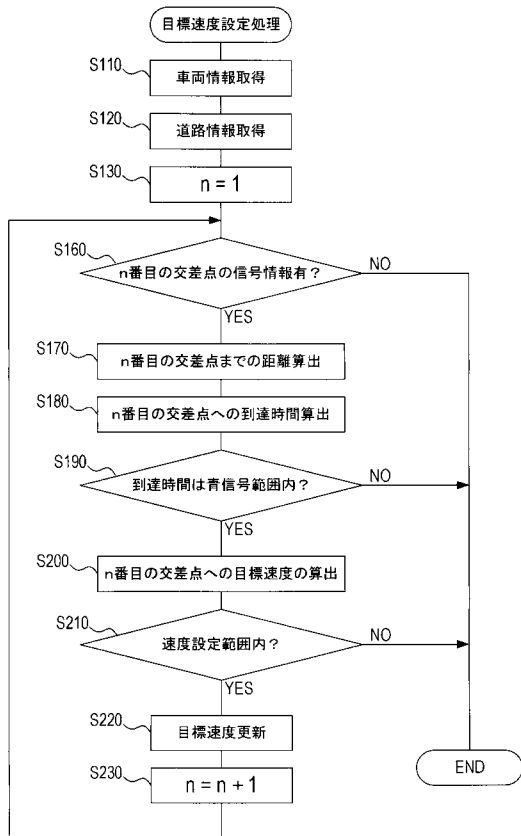 目標速度設定処理
S110
車両情報取得
S120
道路情報取得
S130
n = 1
S160
n番目の交差点の信号情報有?
NO
YES
S170
n番目の交差点までの距離算出
S180
n番目の交差点への到達時間算出
S190
到達時間は青信号範囲内?
NO
YES
S200
n番目の交差点への目標速度の算出
S210
速度設定範囲内?
NO
YES
S220
目標速度更新
S230
n = n + 1
END